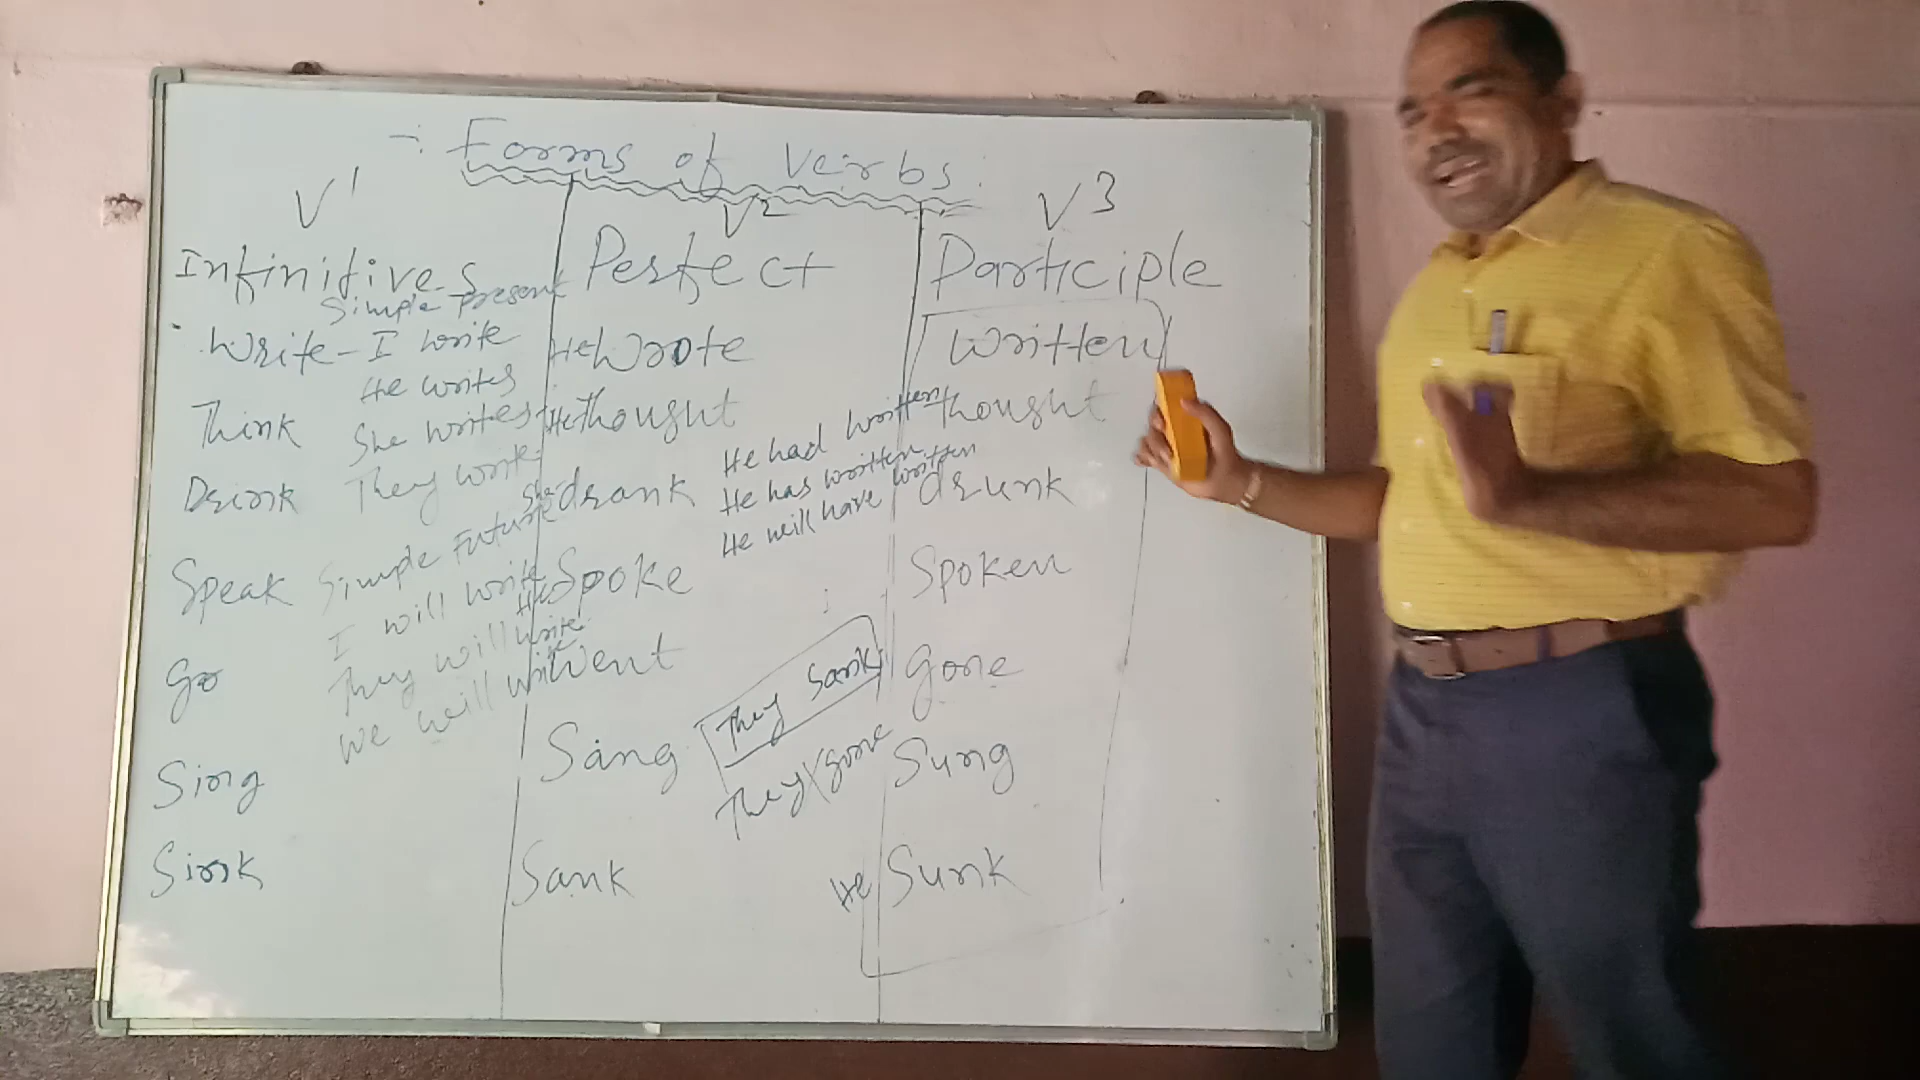 -: Forms of Verbs:
V1 V2 V3
Infinitives Perfect Participle
Simple present
Write - I write He Wrote Written
He writes
Think She writes He Thought thought
Drink They write She drank drunk
He had written
He has written
He will have written
Simple Future
Speak He Spoke Spoken
I will write
They will write
We will write
Go Went gone
They Sank
They gone
Sing Sang Sung
Sink Sank He Sunk